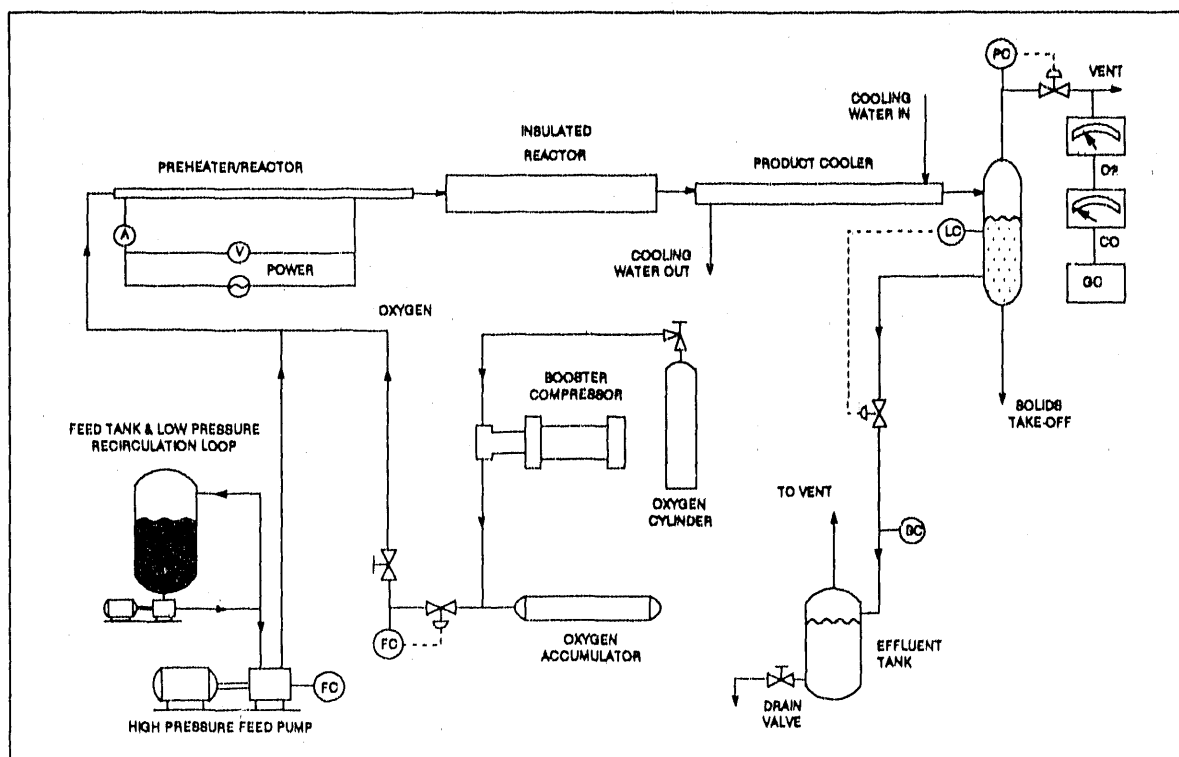 PC
VENT
COOLING
WATER IN
INSULATED
REACTOR
PREHEATER/REACTOR
PRODUCT COOLER
A
V
POWER
COOLING
WATER OUT
LC
CO
GC
OXYGEN
BOOSTER
COMPRESSOR
SOLIDS
TAKE-OFF
FEED TANK & LOW PRESSURE
RECIRCULATION LOOP
OXYGEN
CYLINDER
TO VENT
FC
OXYGEN
ACCUMULATOR
EFFLUENT
TANK
FC
DRAIN
VALVE
HIGH PRESSURE FEED PUMP